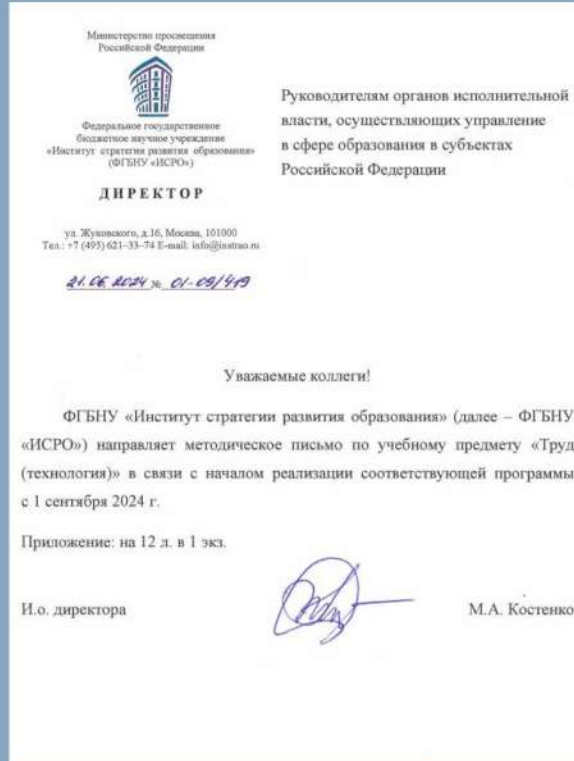 Министерство просвещения
Российской Федерации
Федеральное государственное
бюджетное научное учреждение
«Институт стратегии развития образования»
(ФГБНУ «ИСРО»)
ДИРЕКТОР
ул. Жуковского, д.16, Москва, 101000
Тел.: +7 (495) 621–33–74 E-mail: info@instrao.ru
21.06.2024 № 01-09/419
Руководителям органов исполнительной
власти, осуществляющих управление
в сфере образования в субъектах
Российской Федерации
Уважаемые коллеги!
ФГБНУ «Институт стратегии развития образования» (далее – ФГБНУ
«ИСРО») направляет методическое письмо по учебному предмету «Труд
(технология)» в связи с началом реализации соответствующей программы
с 1 сентября 2024 г.
Приложение: на 12 л. в 1 экз.
И.о. директора
М.А. Костенко